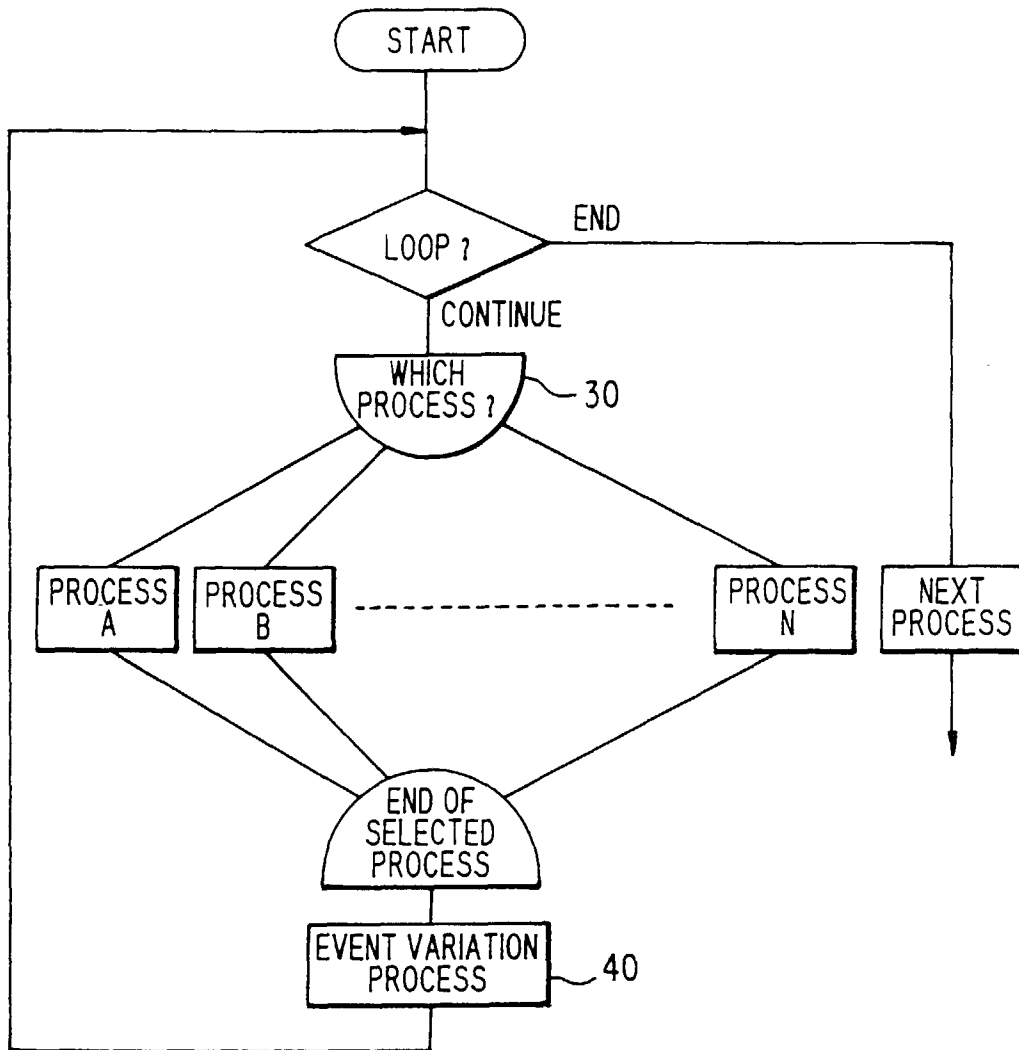 START
LOOP ?
END
CONTINUE
WHICH
PROCESS ?
30
PROCESS
A
PROCESS
B
PROCESS
N
NEXT
PROCESS
END OF
SELECTED
PROCESS
EVENT VARIATION
PROCESS
40